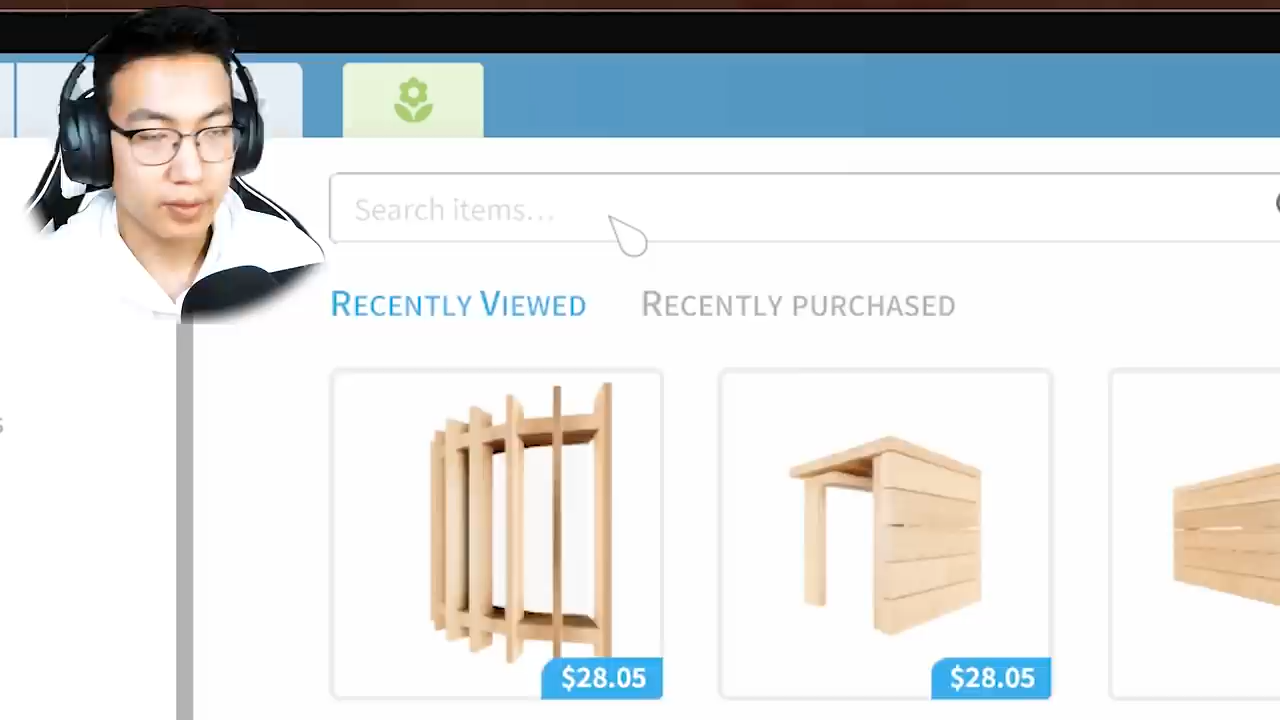 Search items...
RECENTLY VIEWED
RECENTLY PURCHASED
$28.05
$28.05